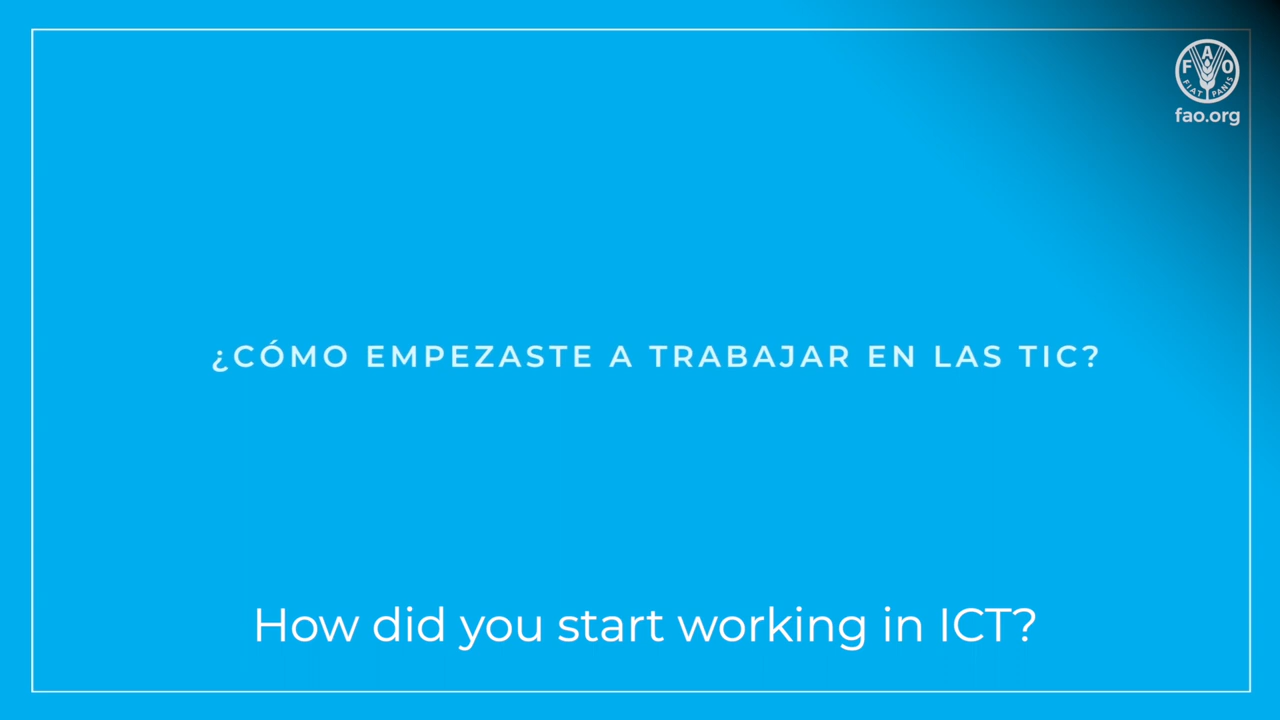 FAO
FIAT PANIS
fao.org
¿CÓMO EMPEZASTE A TRABAJAR EN LAS TIC?
How did you start working in ICT?